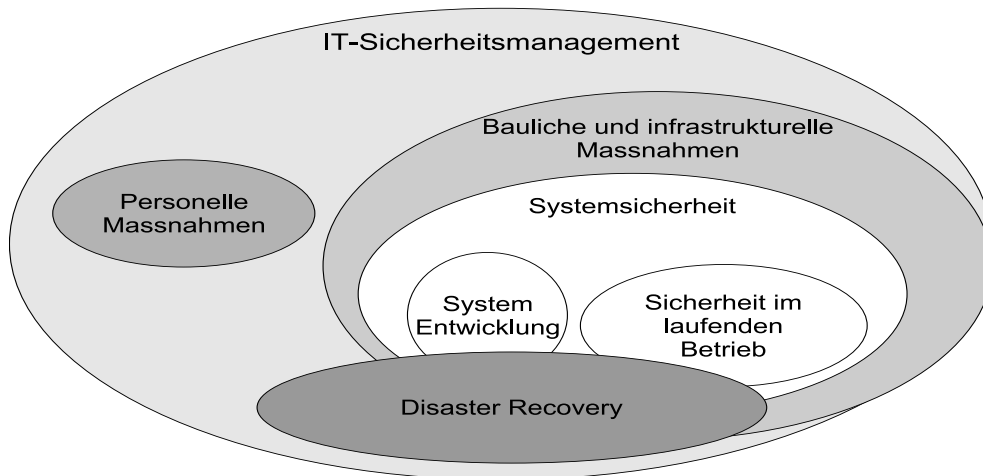 IT-Sicherheitsmanagement
Bauliche und infrastrukturelle
Massnahmen
Personelle
Massnahmen
Systemsicherheit
System
Entwicklung
Sicherheit im
laufenden
Betrieb
Disaster Recovery